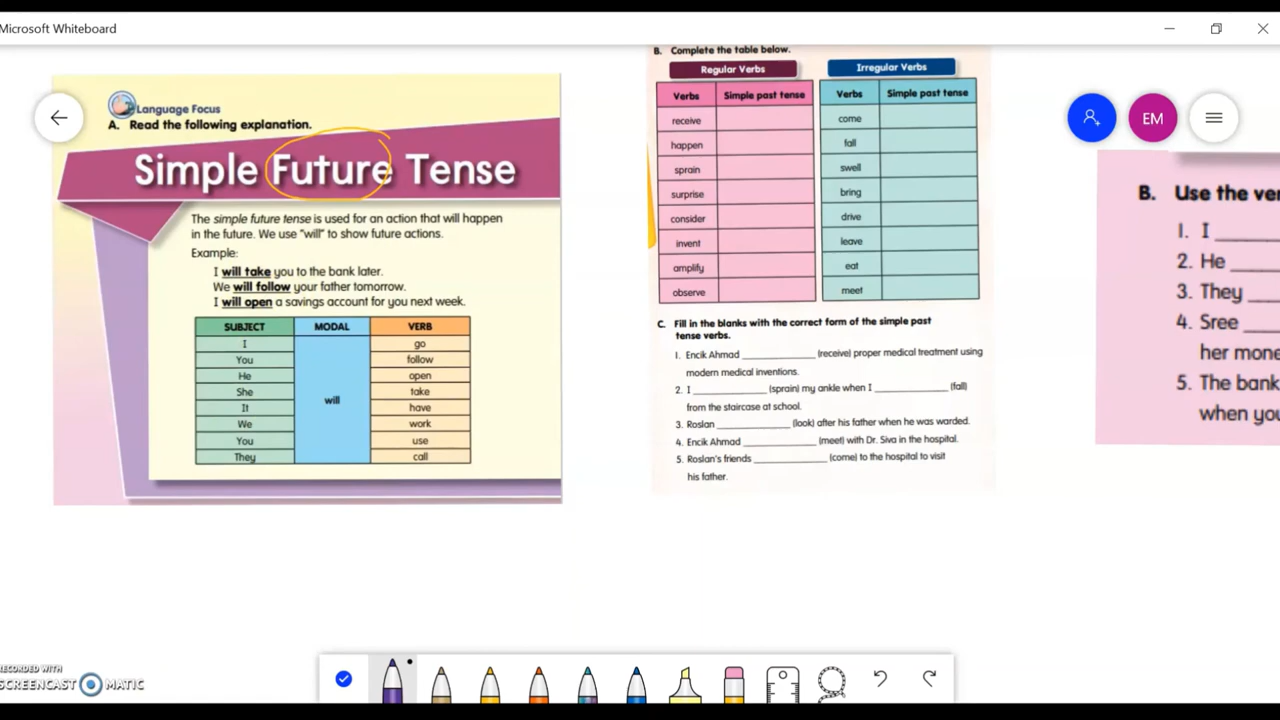 Microsoft Whiteboard
Language Focus
A. Read the following explanation.
Simple Future Tense
The simple future tense is used for an action that will happen
in the future. We use "will" to show future actions.
Example:
I will take you to the bank later.
We will follow your father tomorrow.
I will open a savings account for you next week.
SUBJECT MODAL VERB
I go
You follow
He open
She take
It will have
We work
You use
They call
B. Complete the table below.
Regular Verbs Irregular Verbs
Verbs Simple past tense Verbs Simple past tense
receive come
happen fall
sprain swell
surprise bring
consider drive
invent leave
amplify eat
observe meet
C. Fill in the blanks with the correct form of the simple past
tense verbs.
1. Encik Ahmad ____________ (receive) proper medical treatment using
modern medical inventions.
2. I ____________ (sprain) my ankle when I ____________ (fall)
from the staircase at school.
3. Roslan ____________ (look) after his father when he was warded.
4. Encik Ahmad ____________ (meet) with Dr. Siva in the hospital.
5. Roslan's friends ____________ (come) to the hospital to visit
his father.
EM
B. Use the ver
1. I ______
2. He ____
3. They ___
4. Sree ___
her mone
5. The bank
when you
RECORDED WITH
SCREENCAST MATIC